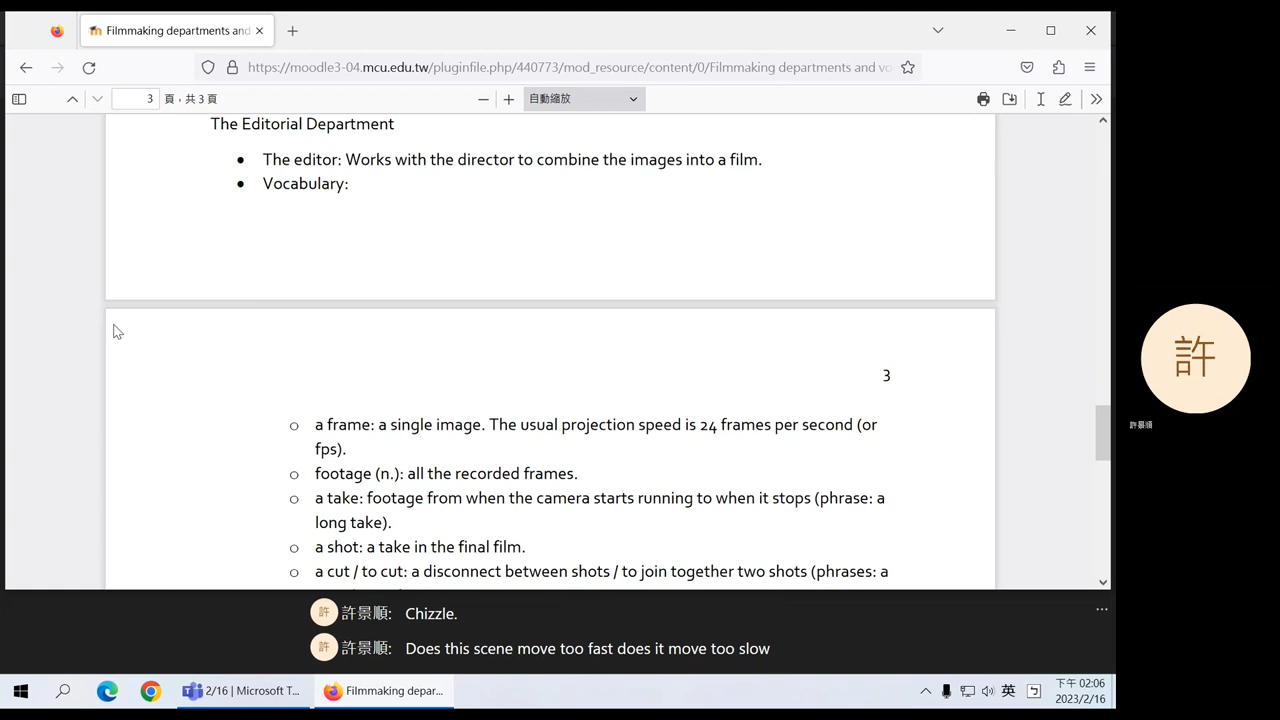 Filmmaking departments and
https://moodle3-04.mcu.edu.tw/pluginfile.php/440773/mod_resource/content/0/Filmmaking departments and vo
3 頁，共 3 頁
自動縮放
The Editorial Department
• The editor: Works with the director to combine the images into a film.
• Vocabulary:
3
o a frame: a single image. The usual projection speed is 24 frames per second (or
fps).
o footage (n.): all the recorded frames.
o a take: footage from when the camera starts running to when it stops (phrase: a
long take).
o a shot: a take in the final film.
o a cut / to cut: a disconnect between shots / to join together two shots (phrases: a
許
許景順
許 許景順: Chizzle.
許 許景順: Does this scene move too fast does it move too slow
2/16 | Microsoft T...
Filmmaking depar...
英
下午 02:06
2023/2/16